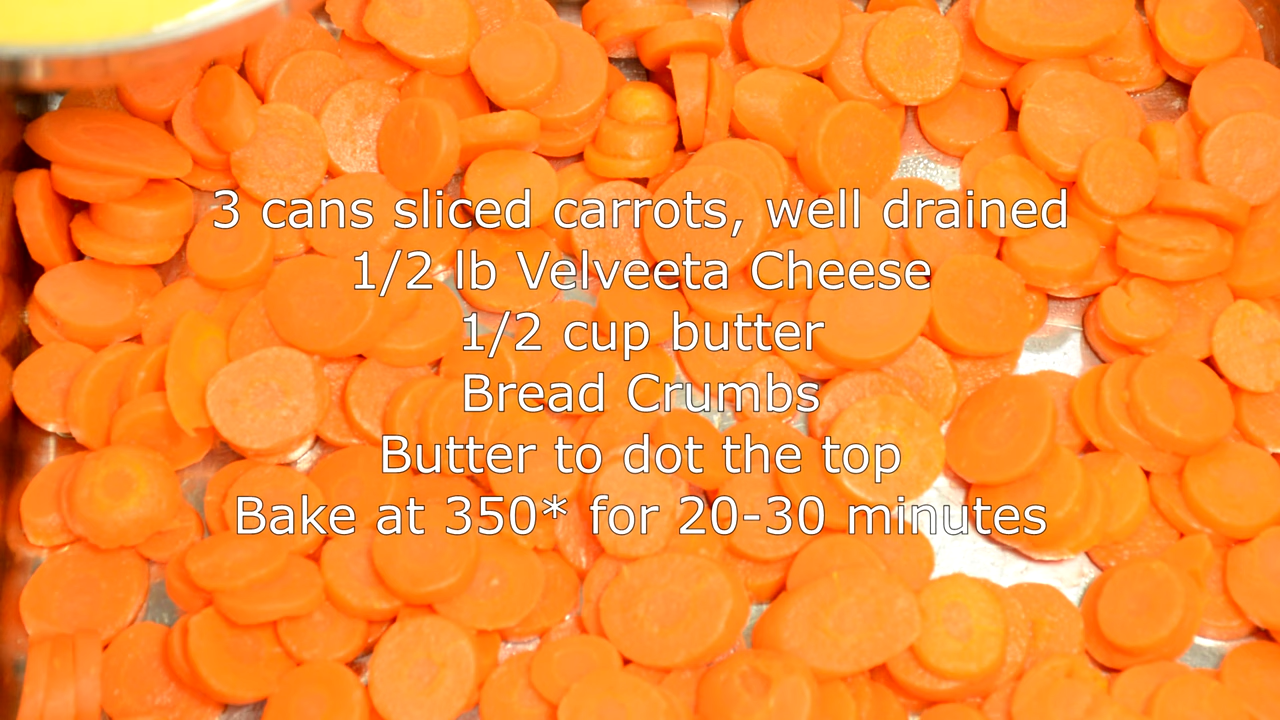 3 cans sliced carrots, well drained
1/2 lb Velveeta Cheese
1/2 cup butter
Bread Crumbs
Butter to dot the top
Bake at 350* for 20-30 minutes